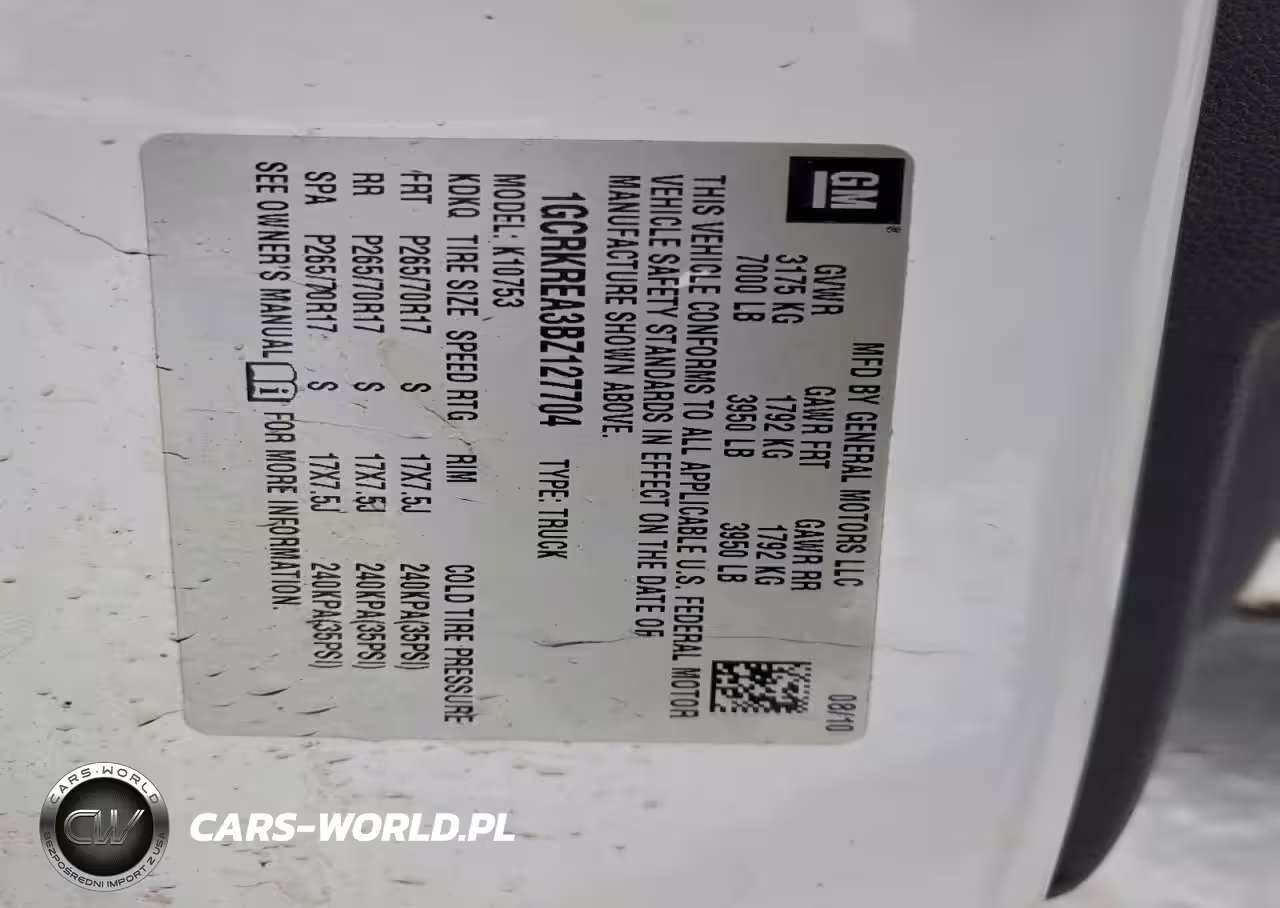 GM
MFD BY GENERAL MOTORS LLC 08/10
GVWR GAWR FRT GAWR RR
3175 KG 1792 KG 1792 KG
7000 LB 3950 LB 3950 LB
THIS VEHICLE CONFORMS TO ALL APPLICABLE U.S. FEDERAL MOTOR
VEHICLE SAFETY STANDARDS IN EFFECT ON THE DATE OF
MANUFACTURE SHOWN ABOVE.
1GCRKREA3BZ127704 TYPE: TRUCK
MODEL: K10753
KDKQ TIRE SIZE SPEED RTG RIM COLD TIRE PRESSURE
FRT P265/70R17 S 17X7.5J 240KPA(35PSI)
RR P265/70R17 S 17X7.5J 240KPA(35PSI)
SPA P265/70R17 S 17X7.5J 240KPA(35PSI)
SEE OWNER'S MANUAL i FOR MORE INFORMATION.
CARS-WORLD
CW
BEZPOŚREDNI IMPORT Z USA
CARS-WORLD.PL